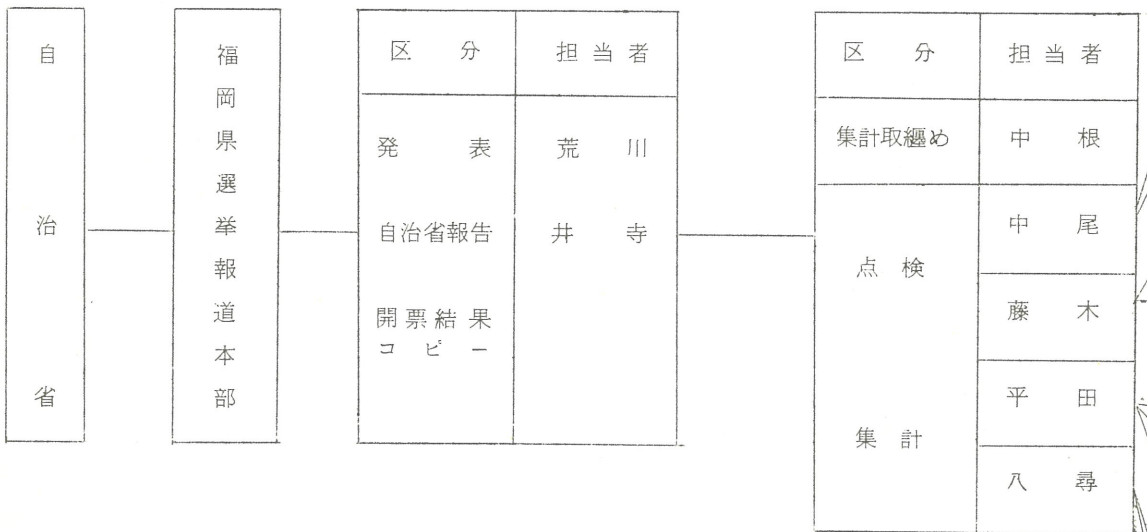 自治省
福岡県選挙報道本部
区分 担当者
発表 荒川
自治省報告 井寺
開票結果
コピー
区分 担当者
集計取纒め 中根
点検 中尾
藤木
集計 平田
八尋